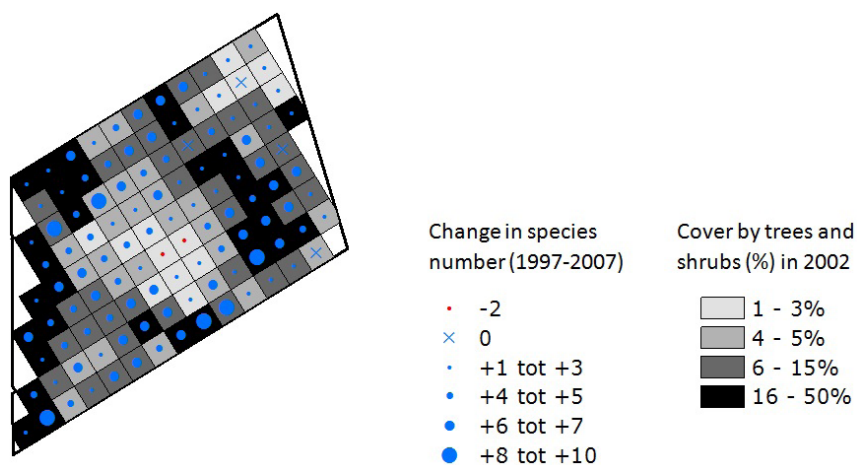 Change in species
number (1997-2007)
-2
0
+1 tot +3
+4 tot +5
+6 tot +7
+8 tot +10
Cover by trees and
shrubs (%) in 2002
1 - 3%
4 - 5%
6 - 15%
16 - 50%